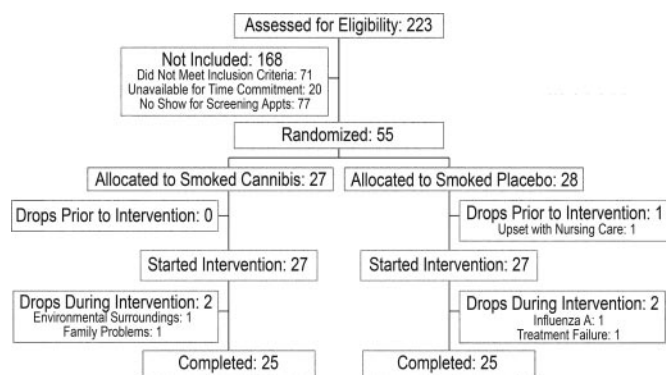 Assessed for Eligibility: 223
Not Included: 168
Did Not Meet Inclusion Criteria: 71
Unavailable for Time Commitment: 20
No Show for Screening Appts: 77
Randomized: 55
Allocated to Smoked Cannibis: 27
Allocated to Smoked Placebo: 28
Drops Prior to Intervention: 0
Drops Prior to Intervention: 1
Upset with Nursing Care: 1
Started Intervention: 27
Started Intervention: 27
Drops During Intervention: 2
Environmental Surroundings: 1
Family Problems: 1
Drops During Intervention: 2
Influenza A: 1
Treatment Failure: 1
Completed: 25
Completed: 25